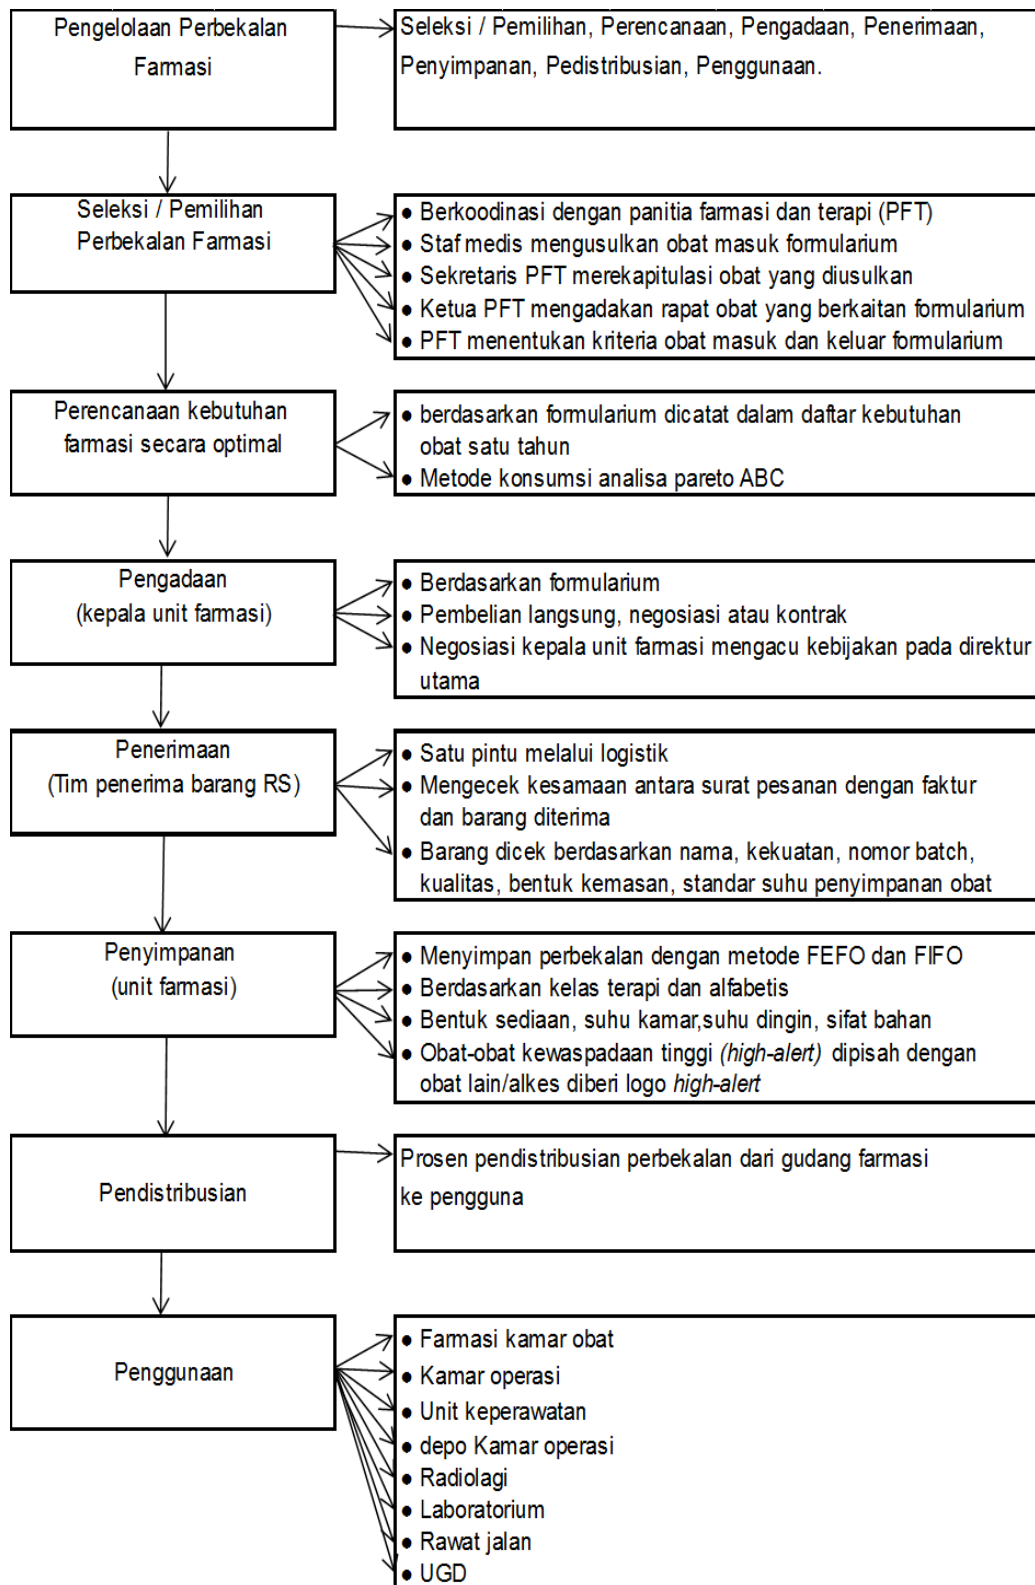 Pengelolaan Perbekalan
Farmasi
Seleksi / Pemilihan, Perencanaan, Pengadaan, Penerimaan,
Penyimpanan, Pedistribusian, Penggunaan.
Seleksi / Pemilihan
Perbekalan Farmasi
● Berkoodinasi dengan panitia farmasi dan terapi (PFT)
● Staf medis mengusulkan obat masuk formularium
● Sekretaris PFT merekapitulasi obat yang diusulkan
● Ketua PFT mengadakan rapat obat yang berkaitan formularium
● PFT menentukan kriteria obat masuk dan keluar formularium
Perencanaan kebutuhan
farmasi secara optimal
● berdasarkan formularium dicatat dalam daftar kebutuhan
obat satu tahun
● Metode konsumsi analisa pareto ABC
Pengadaan
(kepala unit farmasi)
● Berdasarkan formularium
● Pembelian langsung, negosiasi atau kontrak
● Negosiasi kepala unit farmasi mengacu kebijakan pada direktur
utama
Penerimaan
(Tim penerima barang RS)
● Satu pintu melalui logistik
● Mengecek kesamaan antara surat pesanan dengan faktur
dan barang diterima
● Barang dicek berdasarkan nama, kekuatan, nomor batch,
kualitas, bentuk kemasan, standar suhu penyimpanan obat
Penyimpanan
(unit farmasi)
● Menyimpan perbekalan dengan metode FEFO dan FIFO
● Berdasarkan kelas terapi dan alfabetis
● Bentuk sediaan, suhu kamar,suhu dingin, sifat bahan
● Obat-obat kewaspadaan tinggi (high-alert) dipisah dengan
obat lain/alkes diberi logo high-alert
Pendistribusian
Prosen pendistribusian perbekalan dari gudang farmasi
ke pengguna
Penggunaan
● Farmasi kamar obat
● Kamar operasi
● Unit keperawatan
● depo Kamar operasi
● Radiolagi
● Laboratorium
● Rawat jalan
● UGD